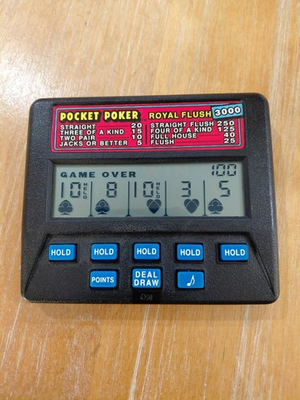 POCKET POKER ROYAL FLUSH 3000
STRAIGHT 20 STRAIGHT FLUSH 250
THREE OF A KIND 15 FOUR OF A KIND 125
TWO PAIR 10 FULL HOUSE 40
JACKS OR BETTER 5 FLUSH 25
GAME OVER 100
10 HELD 8 10 HELD 3 5
HOLD HOLD HOLD HOLD HOLD
POINTS DEAL DRAW